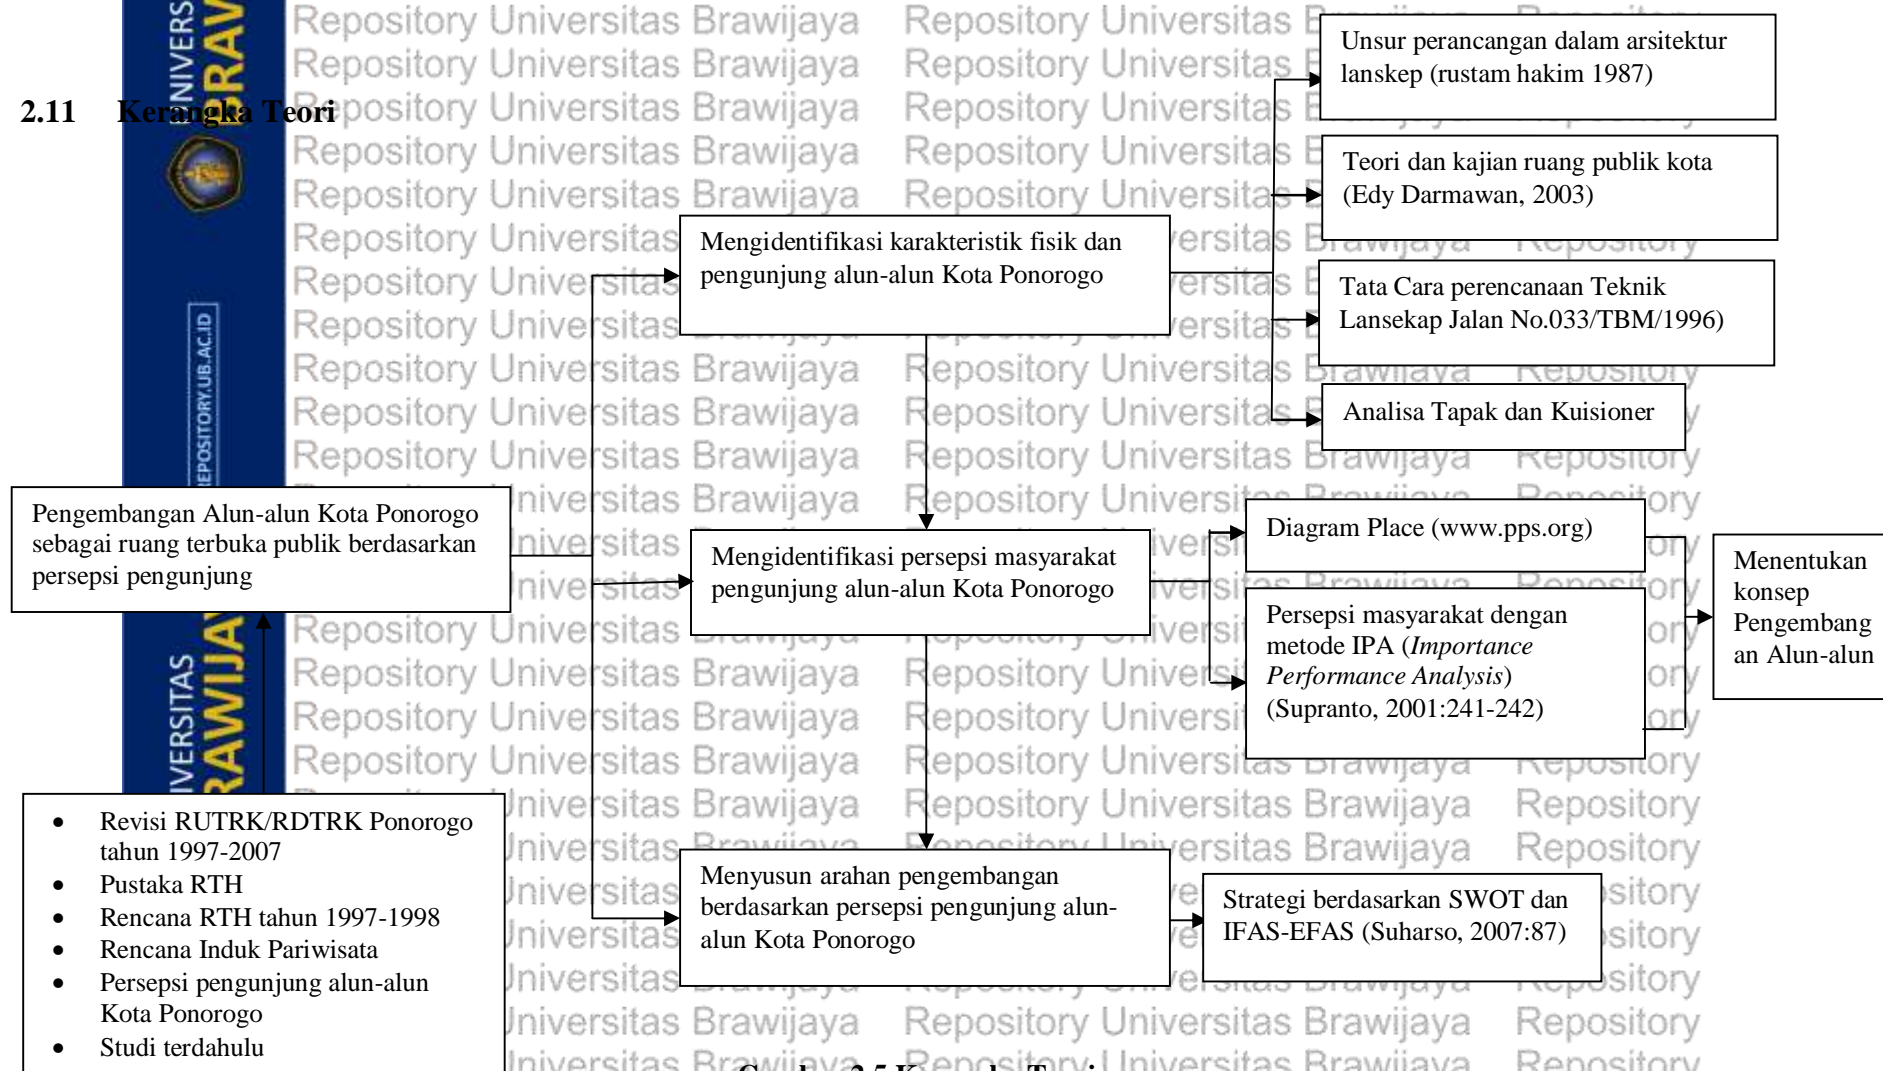 2.11 Kerangka Teori
Unsur perancangan dalam arsitektur
lanskep (rustam hakim 1987)
Teori dan kajian ruang publik kota
(Edy Darmawan, 2003)
Mengidentifikasi karakteristik fisik dan
pengunjung alun-alun Kota Ponorogo
Tata Cara perencanaan Teknik
Lansekap Jalan No.033/TBM/1996)
Analisa Tapak dan Kuisioner
Pengembangan Alun-alun Kota Ponorogo
sebagai ruang terbuka publik berdasarkan
persepsi pengunjung
Mengidentifikasi persepsi masyarakat
pengunjung alun-alun Kota Ponorogo
Diagram Place (www.pps.org)
Persepsi masyarakat dengan
metode IPA (Importance
Performance Analysis)
(Supranto, 2001:241-242)
Menentukan
konsep
Pengembang
an Alun-alun
• Revisi RUTRK/RDTRK Ponorogo
tahun 1997-2007
• Pustaka RTH
• Rencana RTH tahun 1997-1998
• Rencana Induk Pariwisata
• Persepsi pengunjung alun-alun
Kota Ponorogo
• Studi terdahulu
Menyusun arahan pengembangan
berdasarkan persepsi pengunjung alun-
alun Kota Ponorogo
Strategi berdasarkan SWOT dan
IFAS-EFAS (Suharso, 2007:87)
Repository Universitas Brawijaya
REPOSITORY.UB.AC.ID